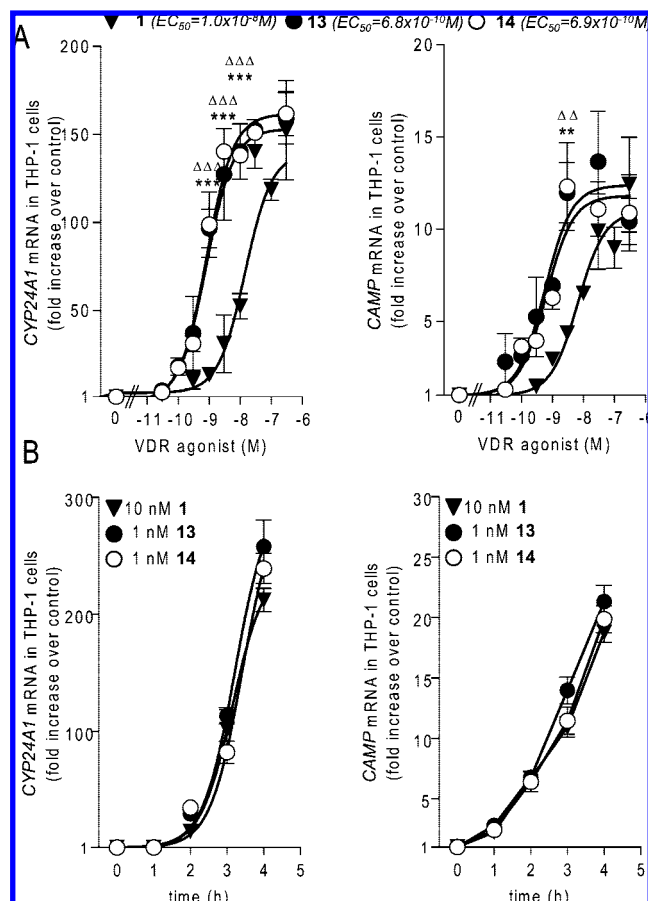 A
▼ 1 (EC50=1.0x10-8M) ● 13 (EC50=6.8x10-10M) ○ 14 (EC50=6.9x10-10M)
CYP24A1 mRNA in THP-1 cells
(fold increase over control)
200
150
100
50
1
ΔΔΔ
***
ΔΔΔ
***
ΔΔΔ
***
0 -11 -10 -9 -8 -7 -6
VDR agonist (M)
CAMP mRNA in THP-1 cells
(fold increase over control)
20
15
10
5
1
ΔΔ
**
0 -11 -10 -9 -8 -7 -6
VDR agonist (M)
B
CYP24A1 mRNA in THP-1 cells
(fold increase over control)
300
200
100
1
▼ 10 nM 1
● 1 nM 13
○ 1 nM 14
0 1 2 3 4 5
time (h)
CAMP mRNA in THP-1 cells
(fold increase over control)
30
25
20
15
10
5
1
▼ 10 nM 1
● 1 nM 13
○ 1 nM 14
0 1 2 3 4 5
time (h)